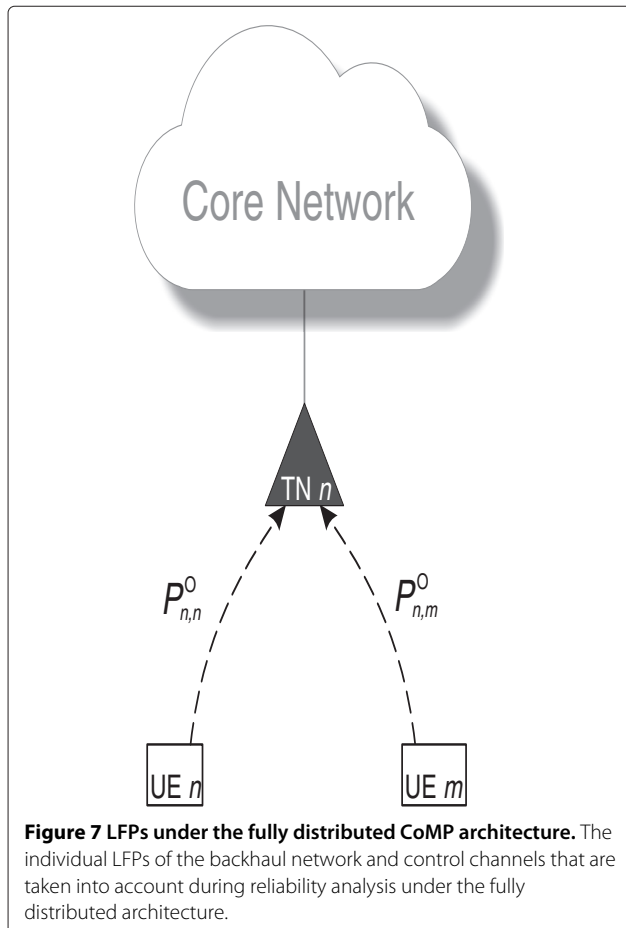 Core Network
TN n
P^O_{n,n}
P^O_{n,m}
UE n
UE m
Figure 7 LFPs under the fully distributed CoMP architecture. The
individual LFPs of the backhaul network and control channels that are
taken into account during reliability analysis under the fully
distributed architecture.